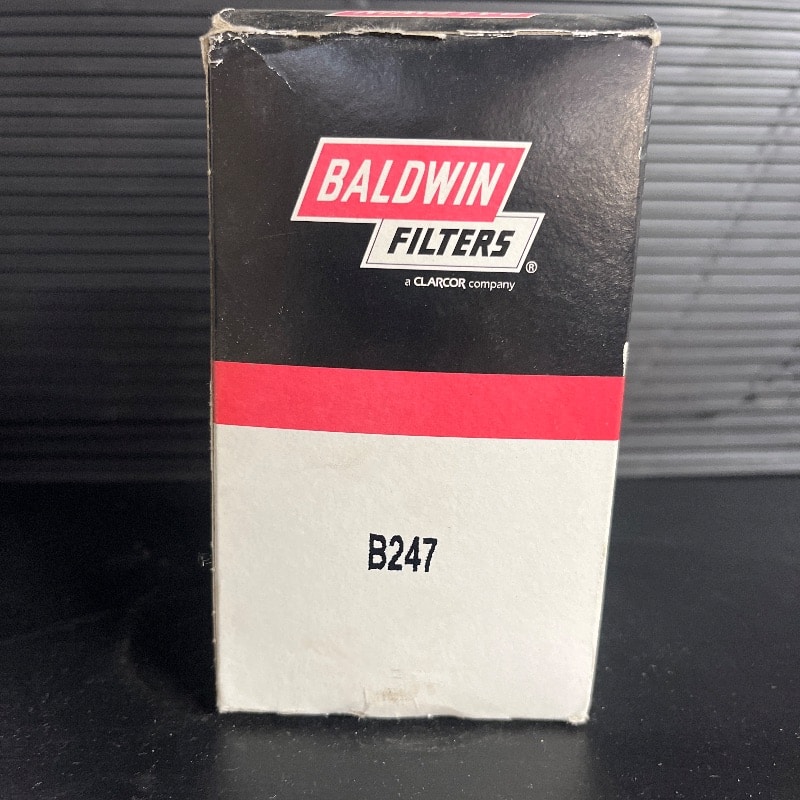 BALDWIN
FILTERS
®
a CLARCOR company
B247